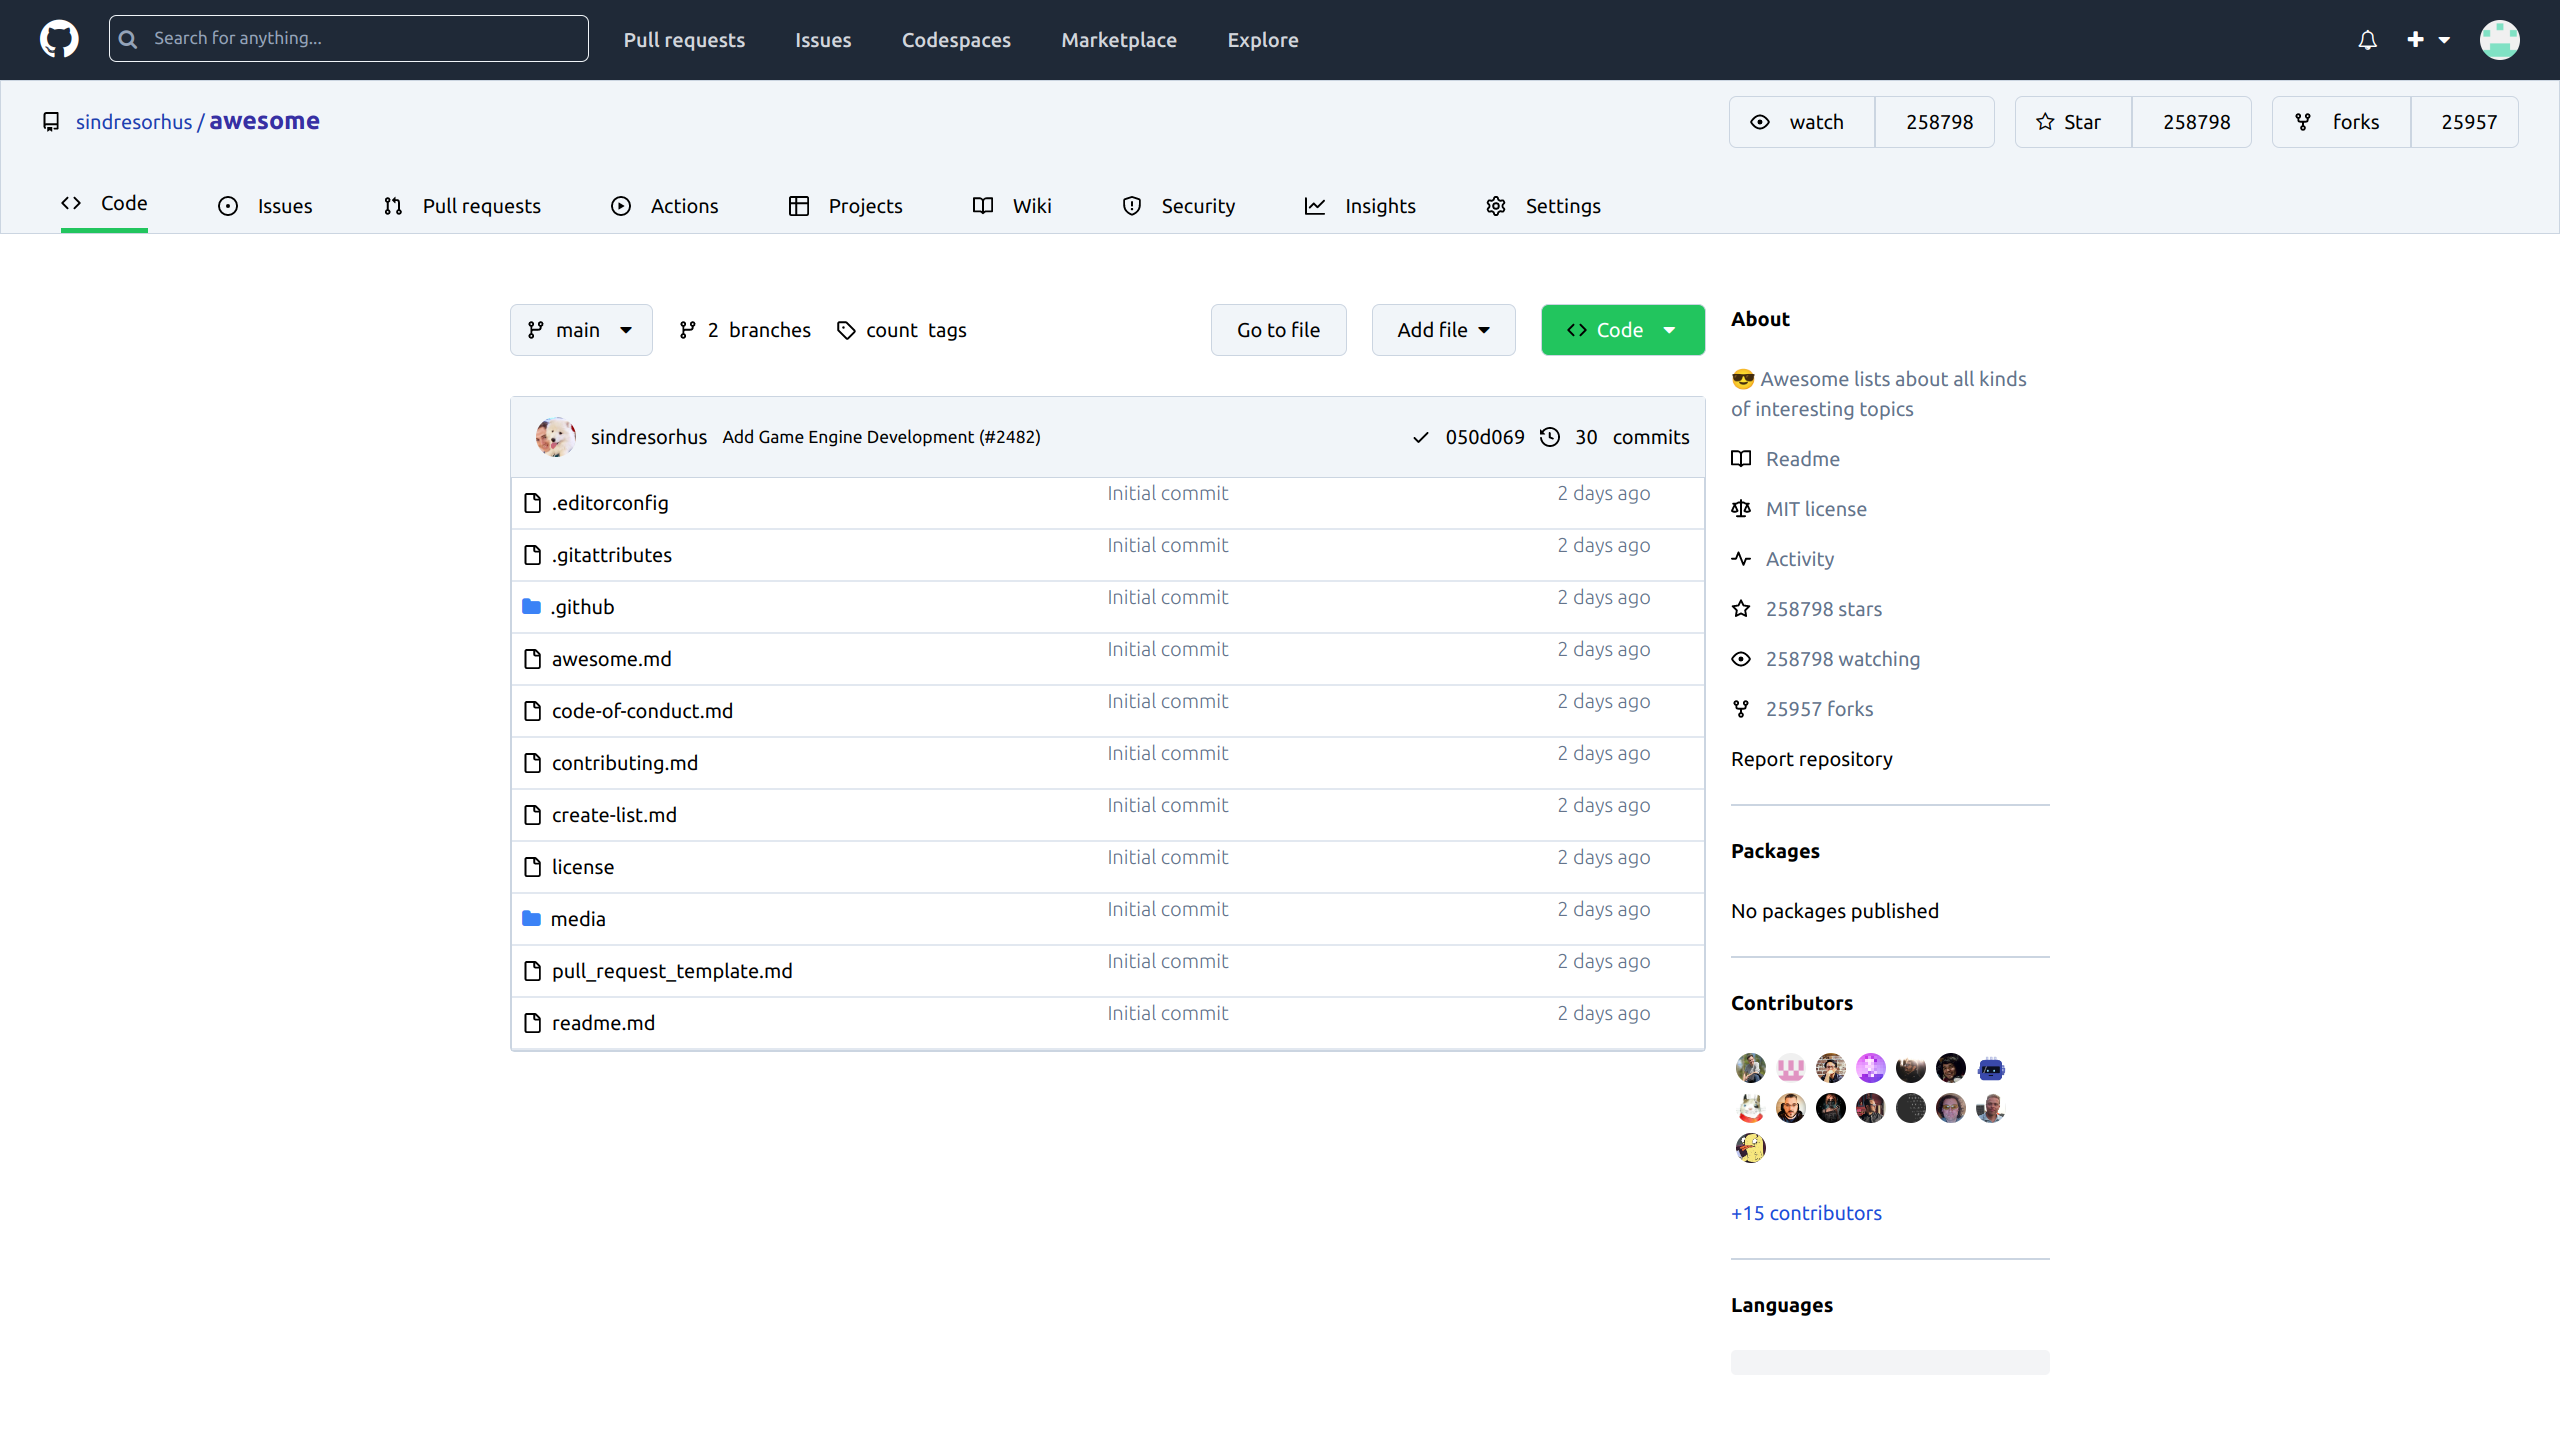 Search for anything...
Pull requests
Issues
Codespaces
Marketplace
Explore
sindresorhus / awesome
watch 258798
Star 258798
forks 25957
Code
Issues
Pull requests
Actions
Projects
Wiki
Security
Insights
Settings
main
2 branches
count tags
Go to file
Add file
Code
sindresorhus Add Game Engine Development (#2482) 050d069 30 commits
.editorconfig Initial commit 2 days ago
.gitattributes Initial commit 2 days ago
.github Initial commit 2 days ago
awesome.md Initial commit 2 days ago
code-of-conduct.md Initial commit 2 days ago
contributing.md Initial commit 2 days ago
create-list.md Initial commit 2 days ago
license Initial commit 2 days ago
media Initial commit 2 days ago
pull_request_template.md Initial commit 2 days ago
readme.md Initial commit 2 days ago
About
😎 Awesome lists about all kinds
of interesting topics
Readme
MIT license
Activity
258798 stars
258798 watching
25957 forks
Report repository
Packages
No packages published
Contributors
+15 contributors
Languages